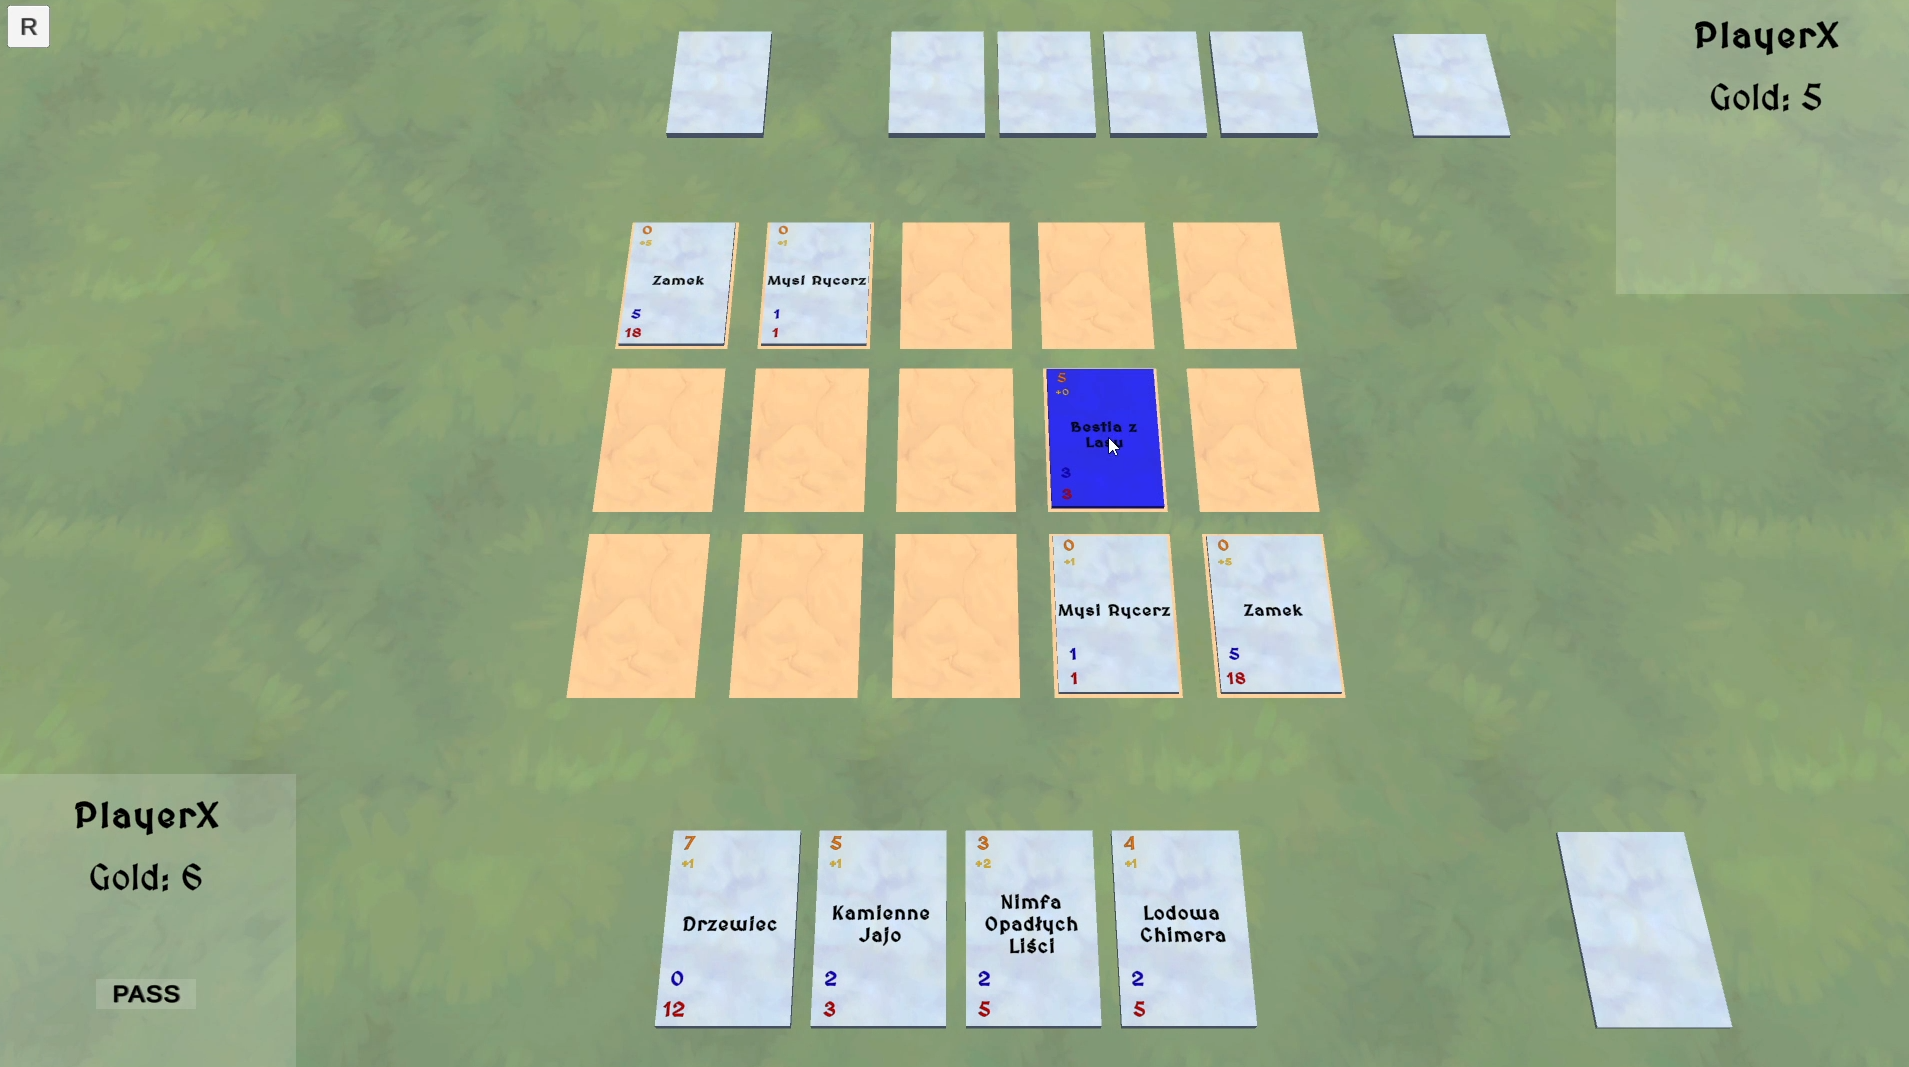 R
PlayerX
Gold: 5
0
+5
Zamek
5
18
0
+1
Mysi Rycerz
1
1
5
+0
Bestia z
Lasu
3
3
0
+1
Mysi Rycerz
1
1
0
+5
Zamek
5
18
PlayerX
Gold: 6
PASS
7
+1
Drzewiec
0
12
5
+1
Kamienne
Jajo
2
3
3
+2
Nimfa
Opadłych
Liści
2
5
4
+1
Lodowa
Chimera
2
5